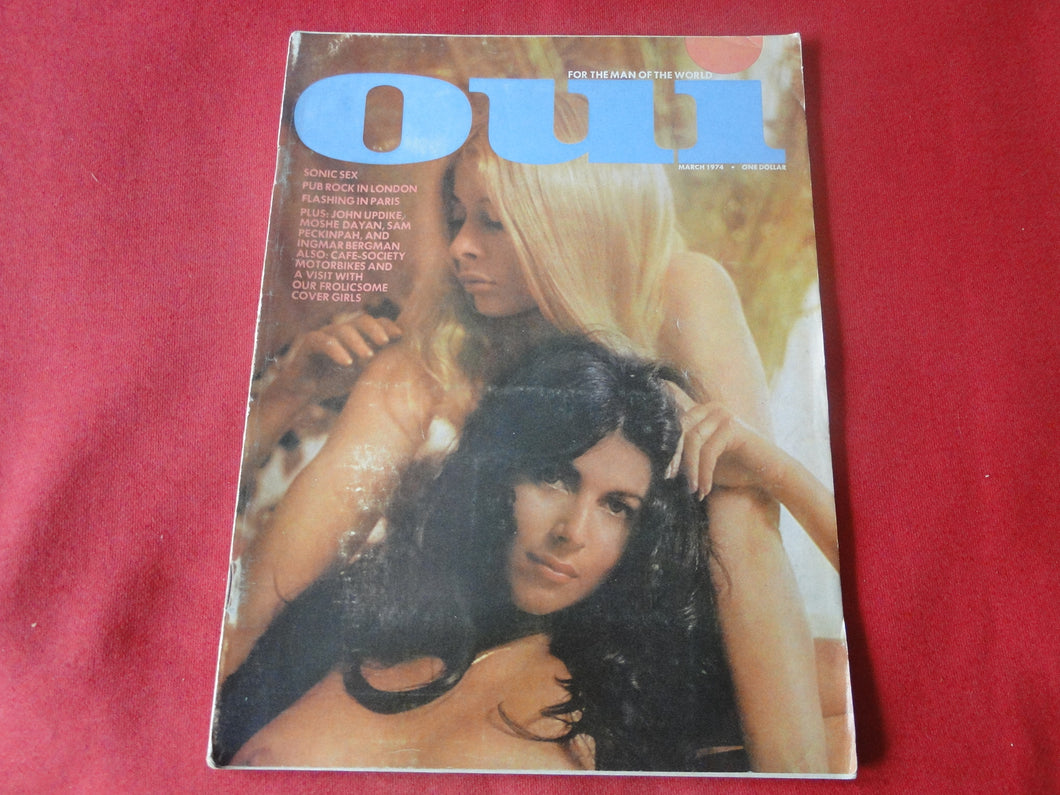 FOR THE MAN OF THE WORLD
oui
MARCH 1974 • ONE DOLLAR
SONIC SEX
PUB ROCK IN LONDON
FLASHING IN PARIS
PLUS: JOHN UPDIKE,
MOSHE DAYAN, SAM
PECKINPAH, AND
INGMAR BERGMAN
ALSO: CAFE-SOCIETY
MOTORBIKES AND
A VISIT WITH
OUR FROLICSOME
COVER GIRLS